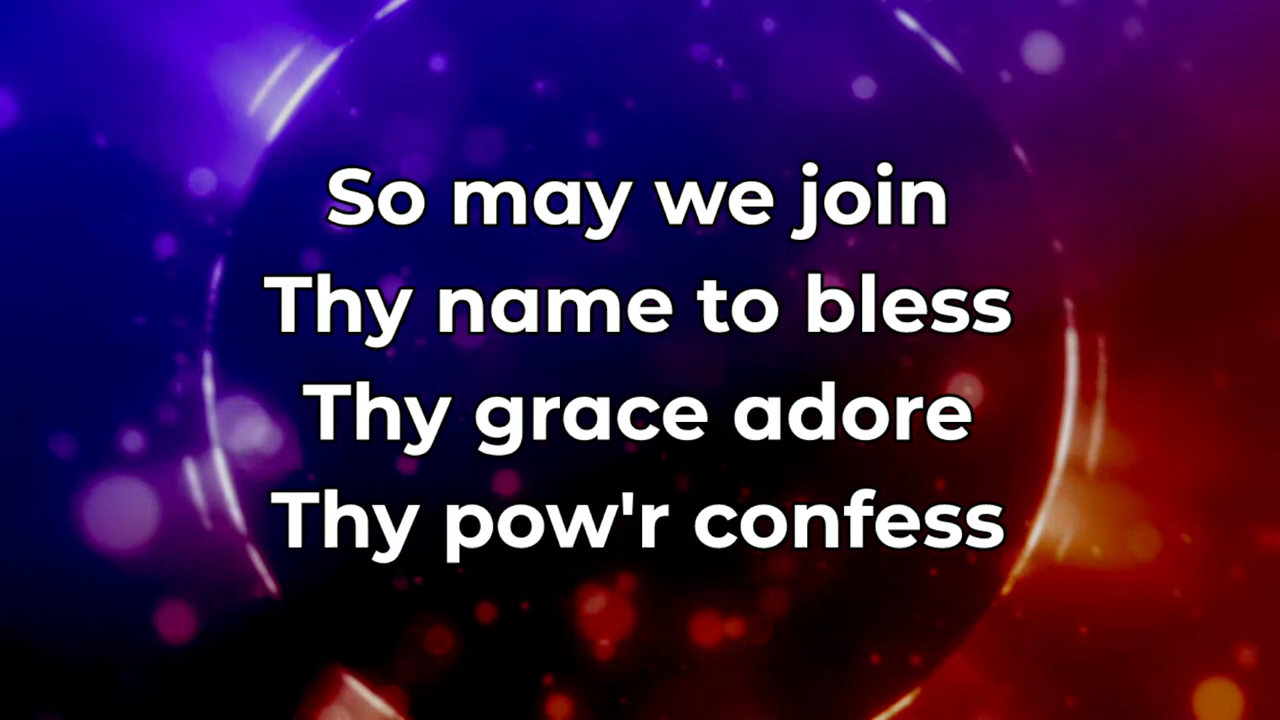 So may we join
Thy name to bless
Thy grace adore
Thy pow'r confess